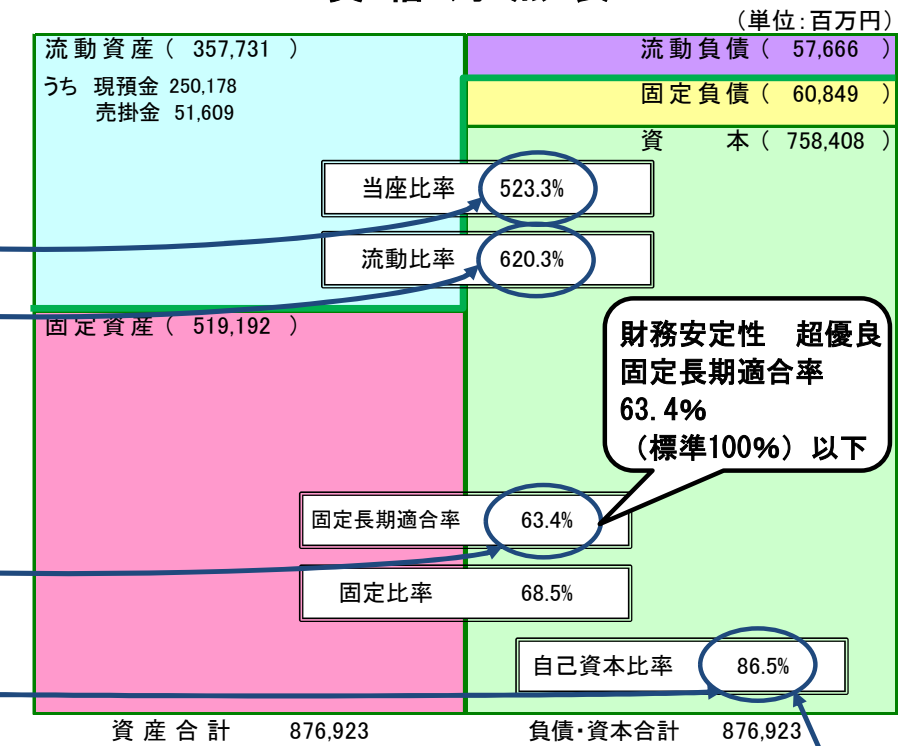 （単位：百万円）
流動資産（ 357,731 ）
うち 現預金 250,178
売掛金 51,609
流動負債（ 57,666 ）
固定負債（ 60,849 ）
資 本（ 758,408 ）
当座比率 523.3%
流動比率 620.3%
固定資産（ 519,192 ）
財務安定性 超優良
固定長期適合率
63.4%
（標準100%）以下
固定長期適合率 63.4%
固定比率 68.5%
自己資本比率 86.5%
資産合計 876,923
負債・資本合計 876,923